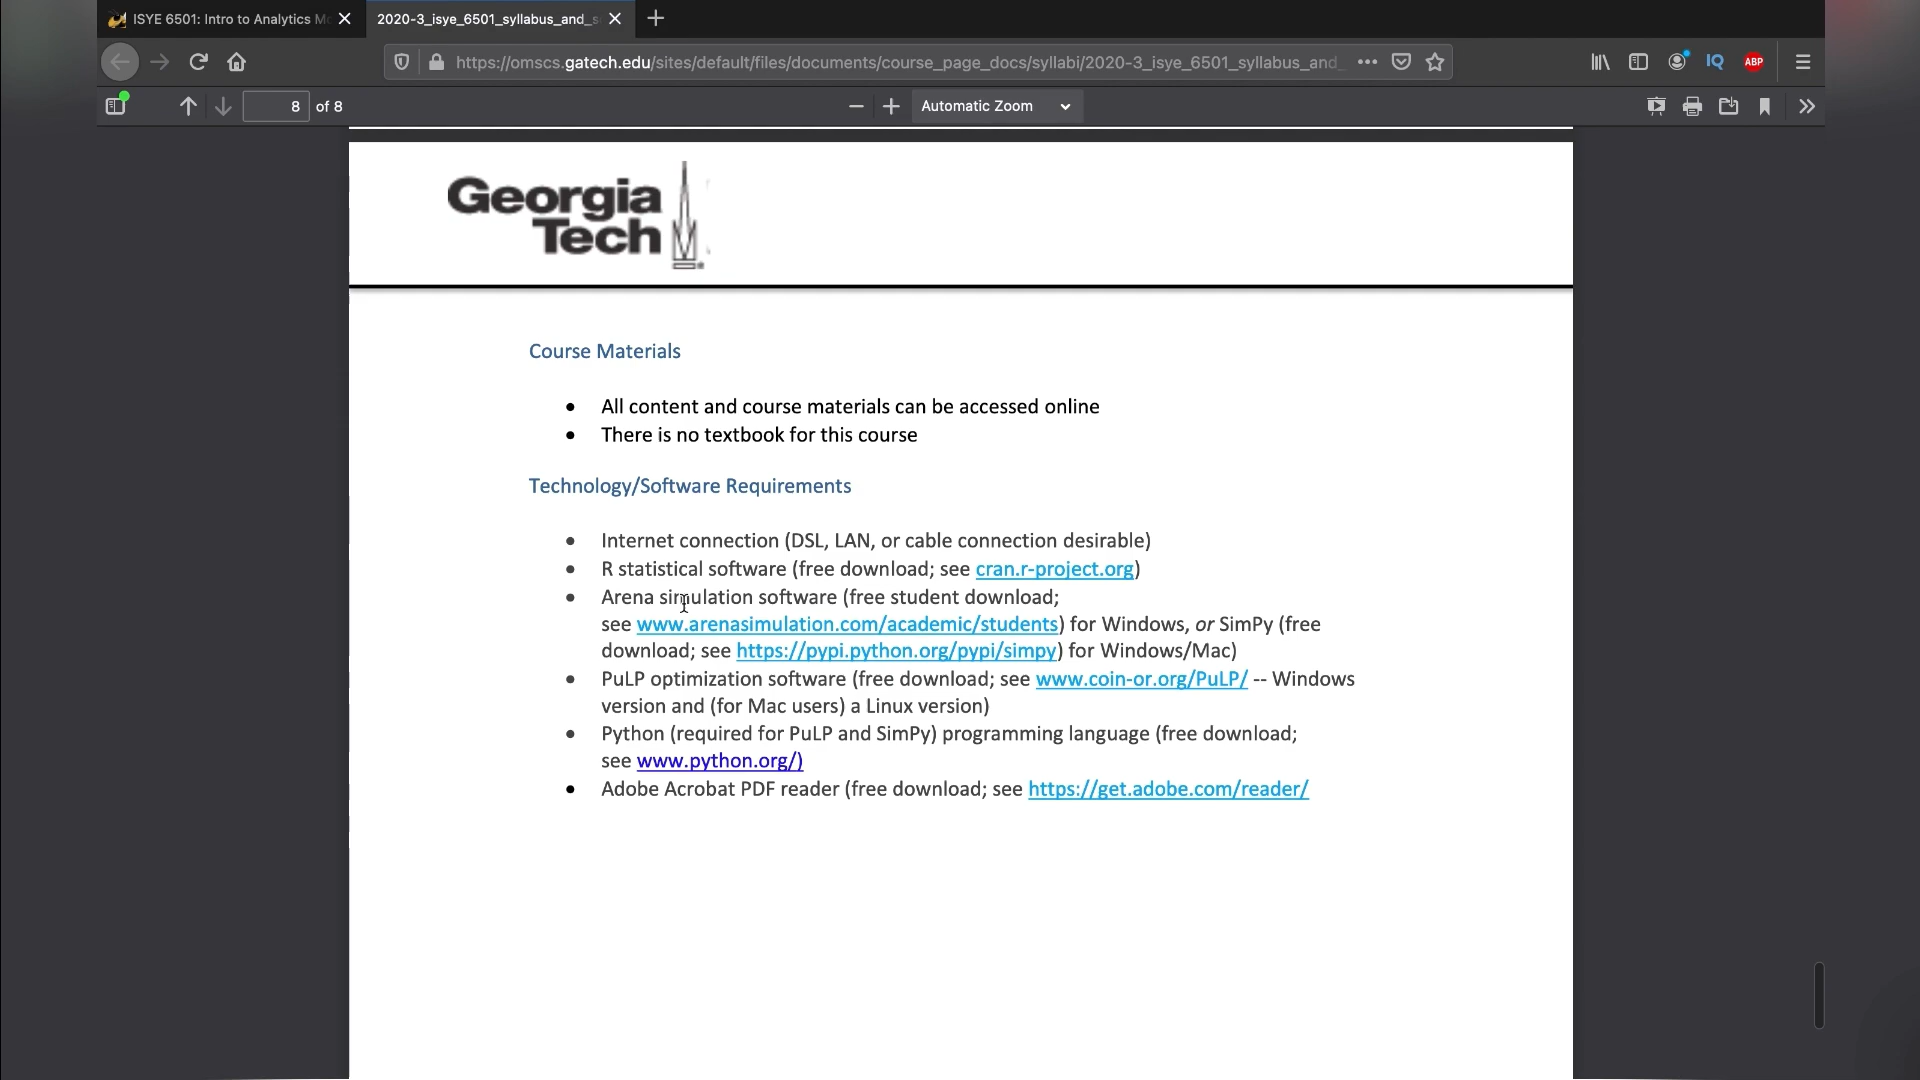 ISYE 6501: Intro to Analytics Mo
2020-3_isye_6501_syllabus_and_s
https://omscs.gatech.edu/sites/default/files/documents/course_page_docs/syllabi/2020-3_isye_6501_syllabus_and_
IQ
ABP
8 of 8
Automatic Zoom
Georgia
Tech
Course Materials
• All content and course materials can be accessed online
• There is no textbook for this course
Technology/Software Requirements
• Internet connection (DSL, LAN, or cable connection desirable)
• R statistical software (free download; see cran.r-project.org)
• Arena simulation software (free student download;
see www.arenasimulation.com/academic/students) for Windows, or SimPy (free
download; see https://pypi.python.org/pypi/simpy) for Windows/Mac)
• PuLP optimization software (free download; see www.coin-or.org/PuLP/ -- Windows
version and (for Mac users) a Linux version)
• Python (required for PuLP and SimPy) programming language (free download;
see www.python.org/)
• Adobe Acrobat PDF reader (free download; see https://get.adobe.com/reader/